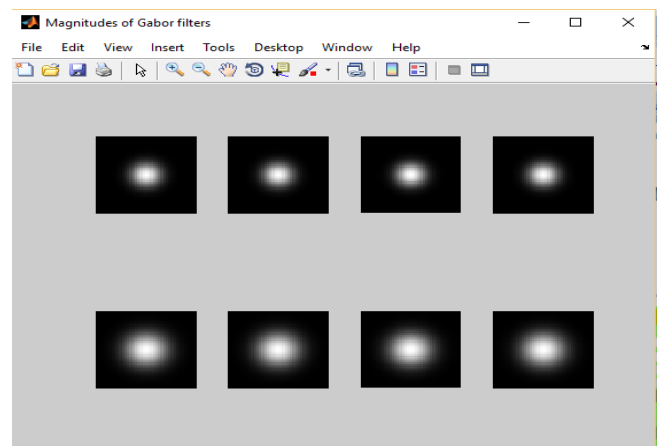 Magnitudes of Gabor filters
File Edit View Insert Tools Desktop Window Help